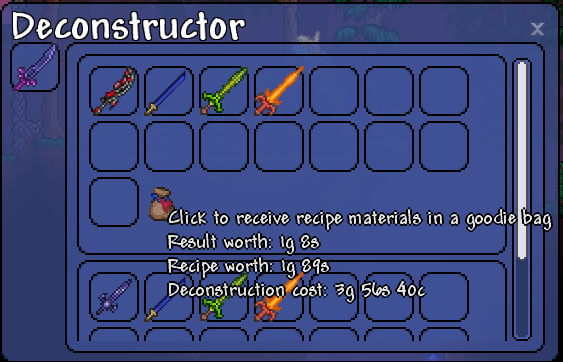 Deconstructor
x
Click to receive recipe materials in a goodie bag
Result worth: 1g 8s
Recipe worth: 1g 89s
Deconstruction cost: 3g 56s 40c